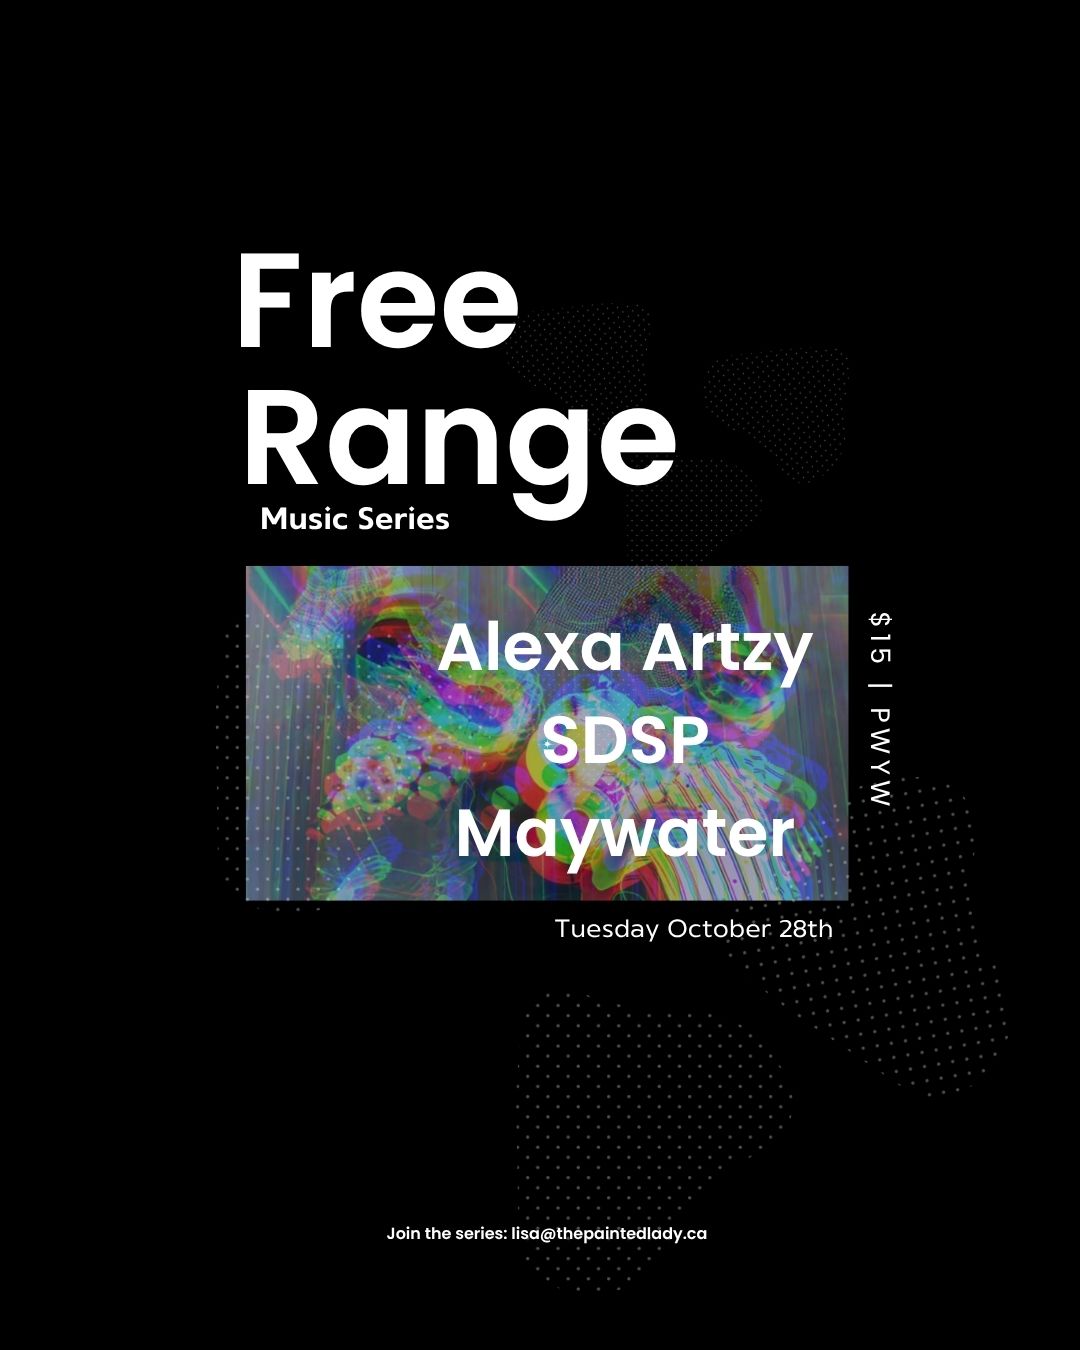 Free
Range
Music Series
Alexa Artzy
SDSP
Maywater
$15 | PWYW
Tuesday October 28th
Join the series: lisa@thepaintedlady.ca